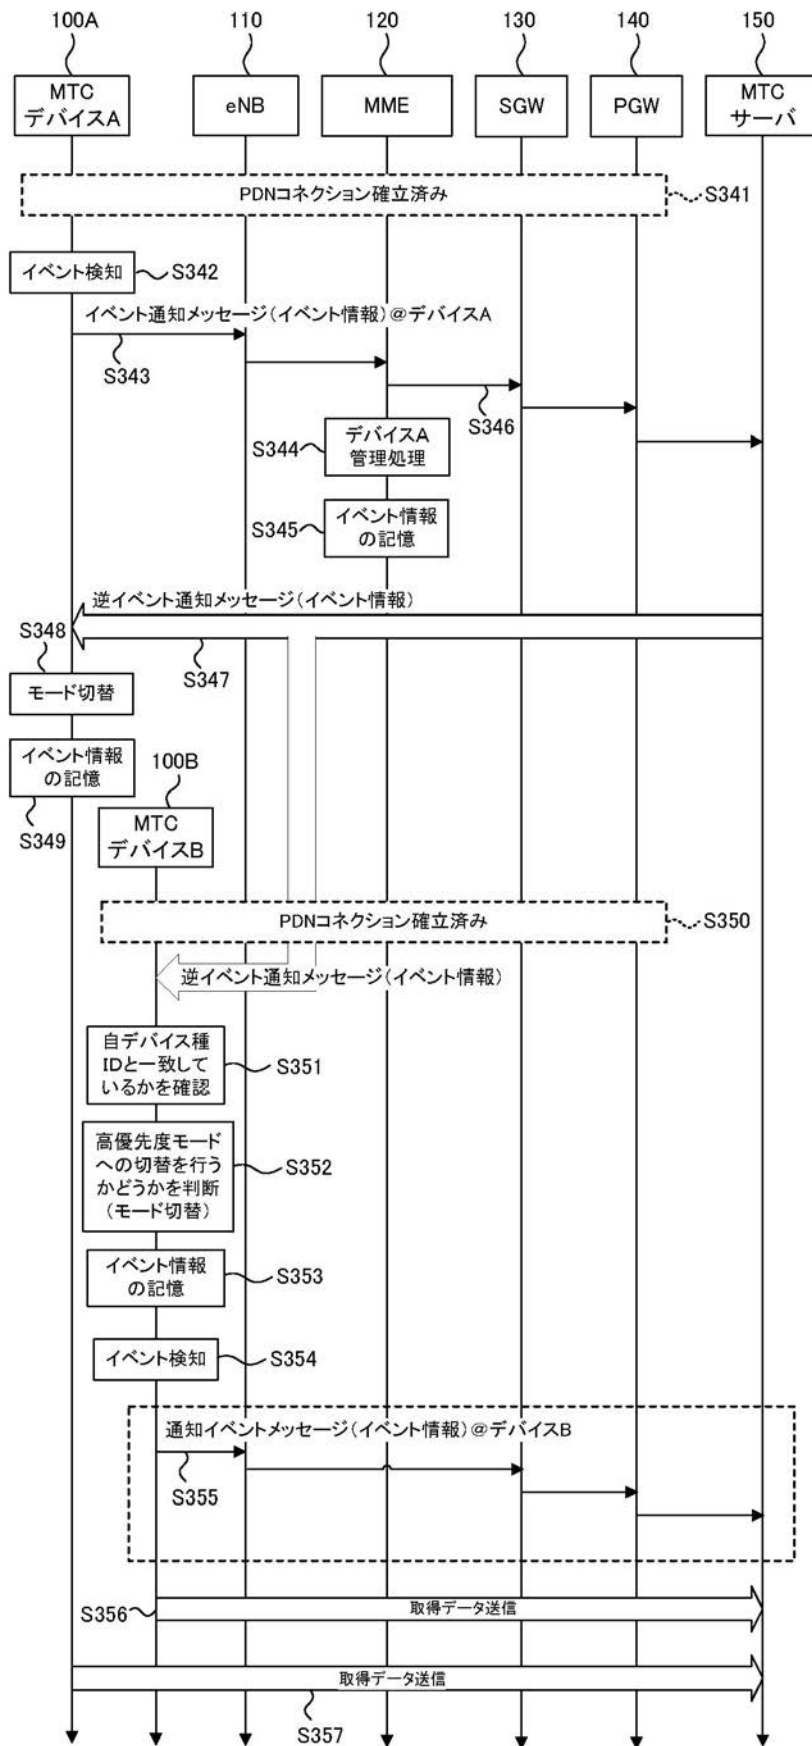 100A
110
120
130
140
150
MTC
デバイスA
eNB
MME
SGW
PGW
MTC
サーバ
PDNコネクション確立済み
S341
イベント検知
S342
イベント通知メッセージ（イベント情報）＠デバイスA
S343
S346
S344
デバイスA
管理処理
S345
イベント情報
の記憶
逆イベント通知メッセージ（イベント情報）
S348
S347
モード切替
イベント情報
の記憶
S349
100B
MTC
デバイスB
PDNコネクション確立済み
S350
逆イベント通知メッセージ（イベント情報）
自デバイス種
IDと一致して
いるかを確認
S351
高優先度モード
への切替を行う
かどうかを判断
（モード切替）
S352
イベント情報
の記憶
S353
イベント検知
S354
通知イベントメッセージ（イベント情報）＠デバイスB
S355
S356
取得データ送信
取得データ送信
S357